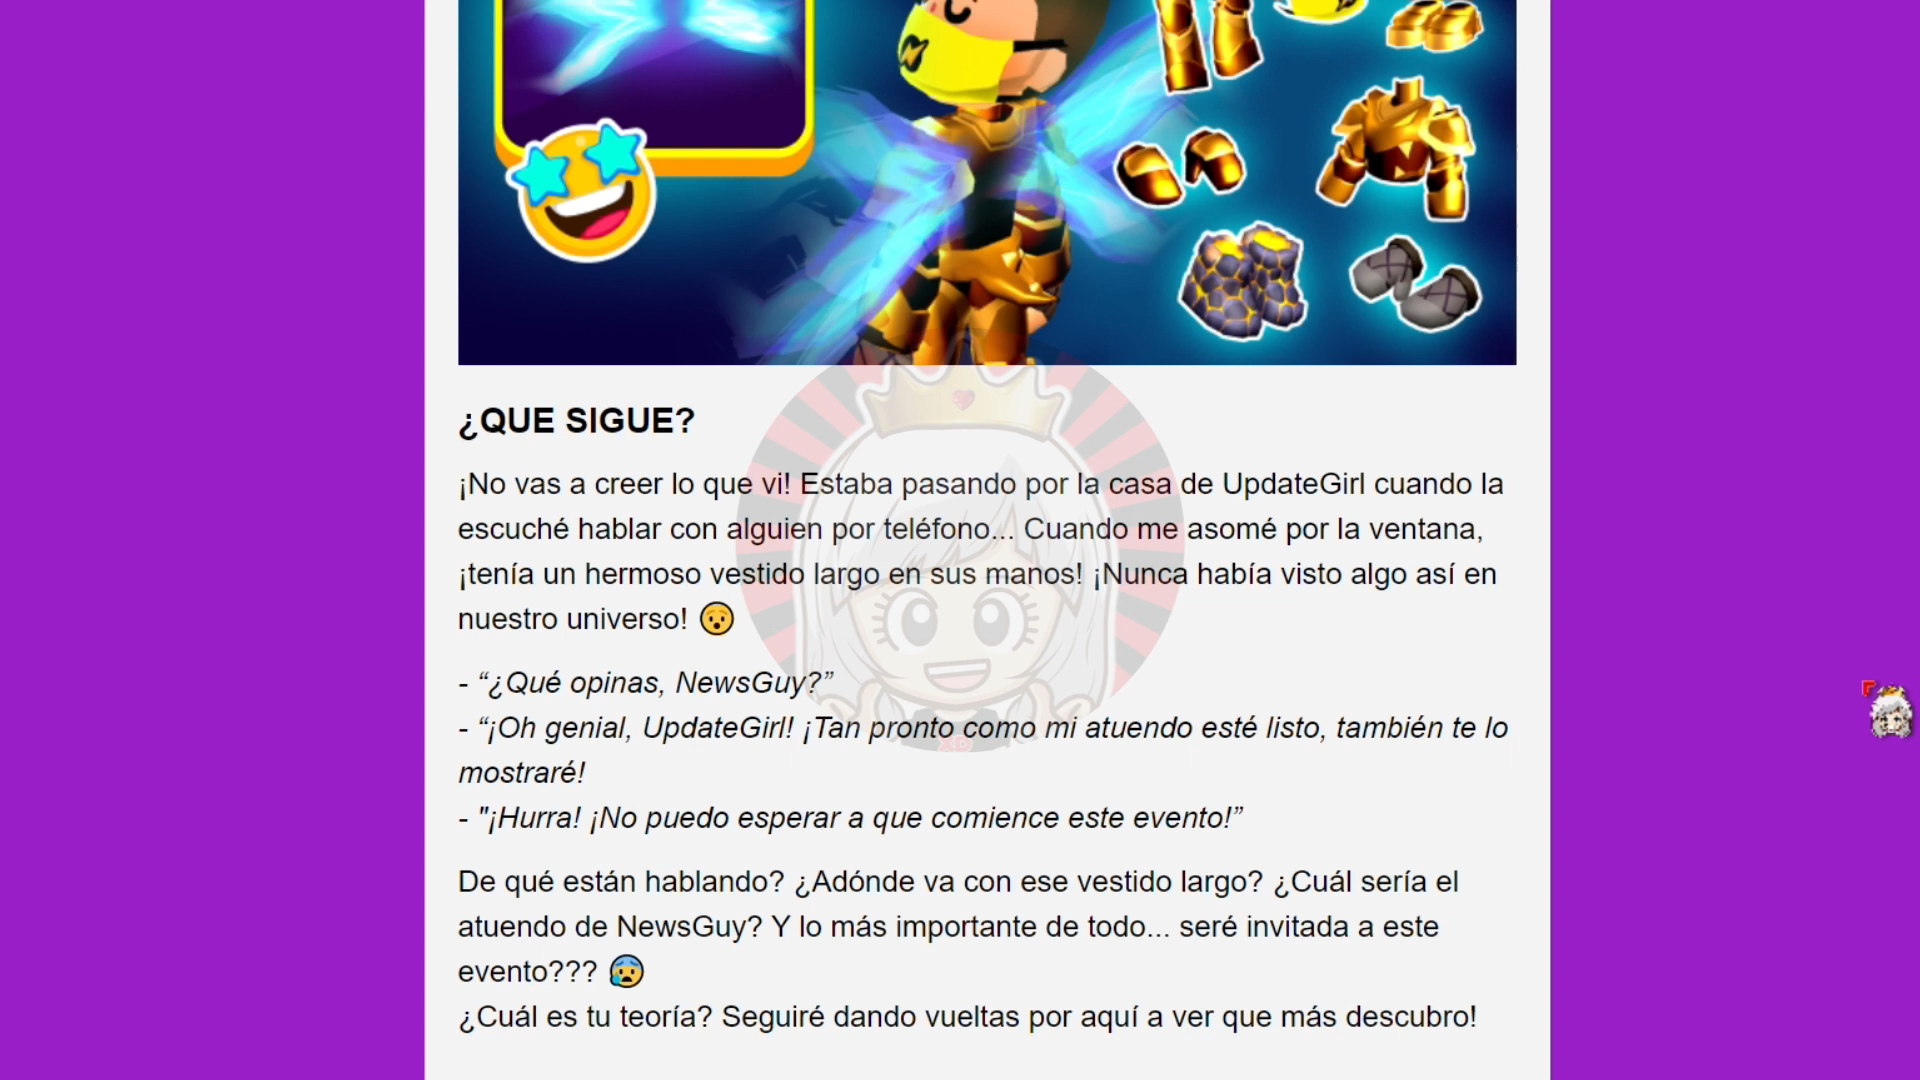 ¿QUE SIGUE?
¡No vas a creer lo que vi! Estaba pasando por la casa de UpdateGirl cuando la
escuché hablar con alguien por teléfono... Cuando me asomé por la ventana,
¡tenía un hermoso vestido largo en sus manos! ¡Nunca había visto algo así en
nuestro universo! 😯
- “¿Qué opinas, NewsGuy?”
- “¡Oh genial, UpdateGirl! ¡Tan pronto como mi atuendo esté listo, también te lo
mostraré!
- "¡Hurra! ¡No puedo esperar a que comience este evento!”
De qué están hablando? ¿Adónde va con ese vestido largo? ¿Cuál sería el
atuendo de NewsGuy? Y lo más importante de todo... seré invitada a este
evento??? 😰
¿Cuál es tu teoría? Seguiré dando vueltas por aquí a ver que más descubro!